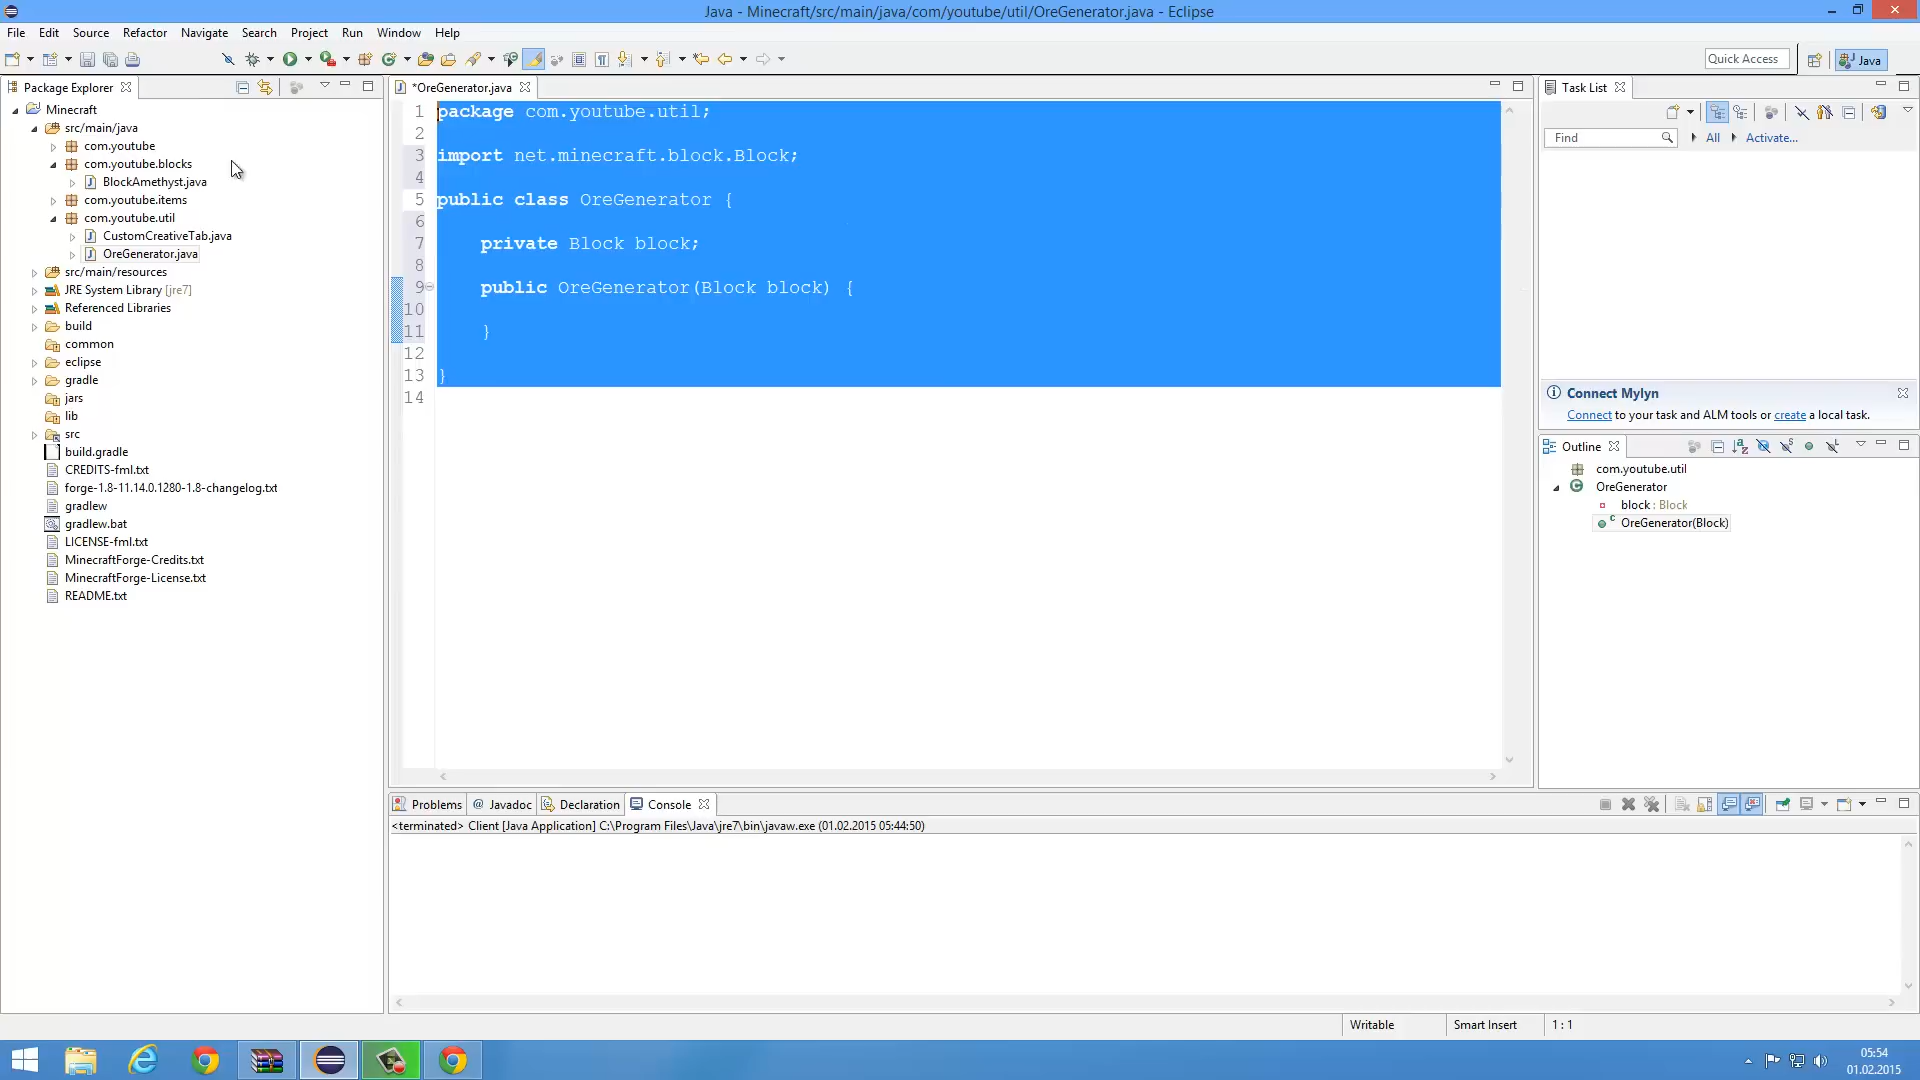 Java - Minecraft/src/main/java/com/youtube/util/OreGenerator.java - Eclipse
File Edit Source Refactor Navigate Search Project Run Window Help
Quick Access
Java
Package Explorer
Minecraft
src/main/java
com.youtube
com.youtube.blocks
BlockAmethyst.java
com.youtube.items
com.youtube.util
CustomCreativeTab.java
OreGenerator.java
src/main/resources
JRE System Library [jre7]
Referenced Libraries
build
common
eclipse
gradle
jars
lib
src
build.gradle
CREDITS-fml.txt
forge-1.8-11.14.0.1280-1.8-changelog.txt
gradlew
gradlew.bat
LICENSE-fml.txt
MinecraftForge-Credits.txt
MinecraftForge-License.txt
README.txt
*OreGenerator.java
1 package com.youtube.util;
2
3 import net.minecraft.block.Block;
4
5 public class OreGenerator {
6
7 private Block block;
8
9 public OreGenerator(Block block) {
10
11 }
12
13 }
14
Task List
Find
All
Activate...
Connect Mylyn
Connect to your task and ALM tools or create a local task.
Outline
com.youtube.util
OreGenerator
block : Block
OreGenerator(Block)
Problems @ Javadoc Declaration Console
<terminated> Client [Java Application] C:\Program Files\Java\jre7\bin\javaw.exe (01.02.2015 05:44:50)
Writable
Smart Insert
1 : 1
05:54
01.02.2015